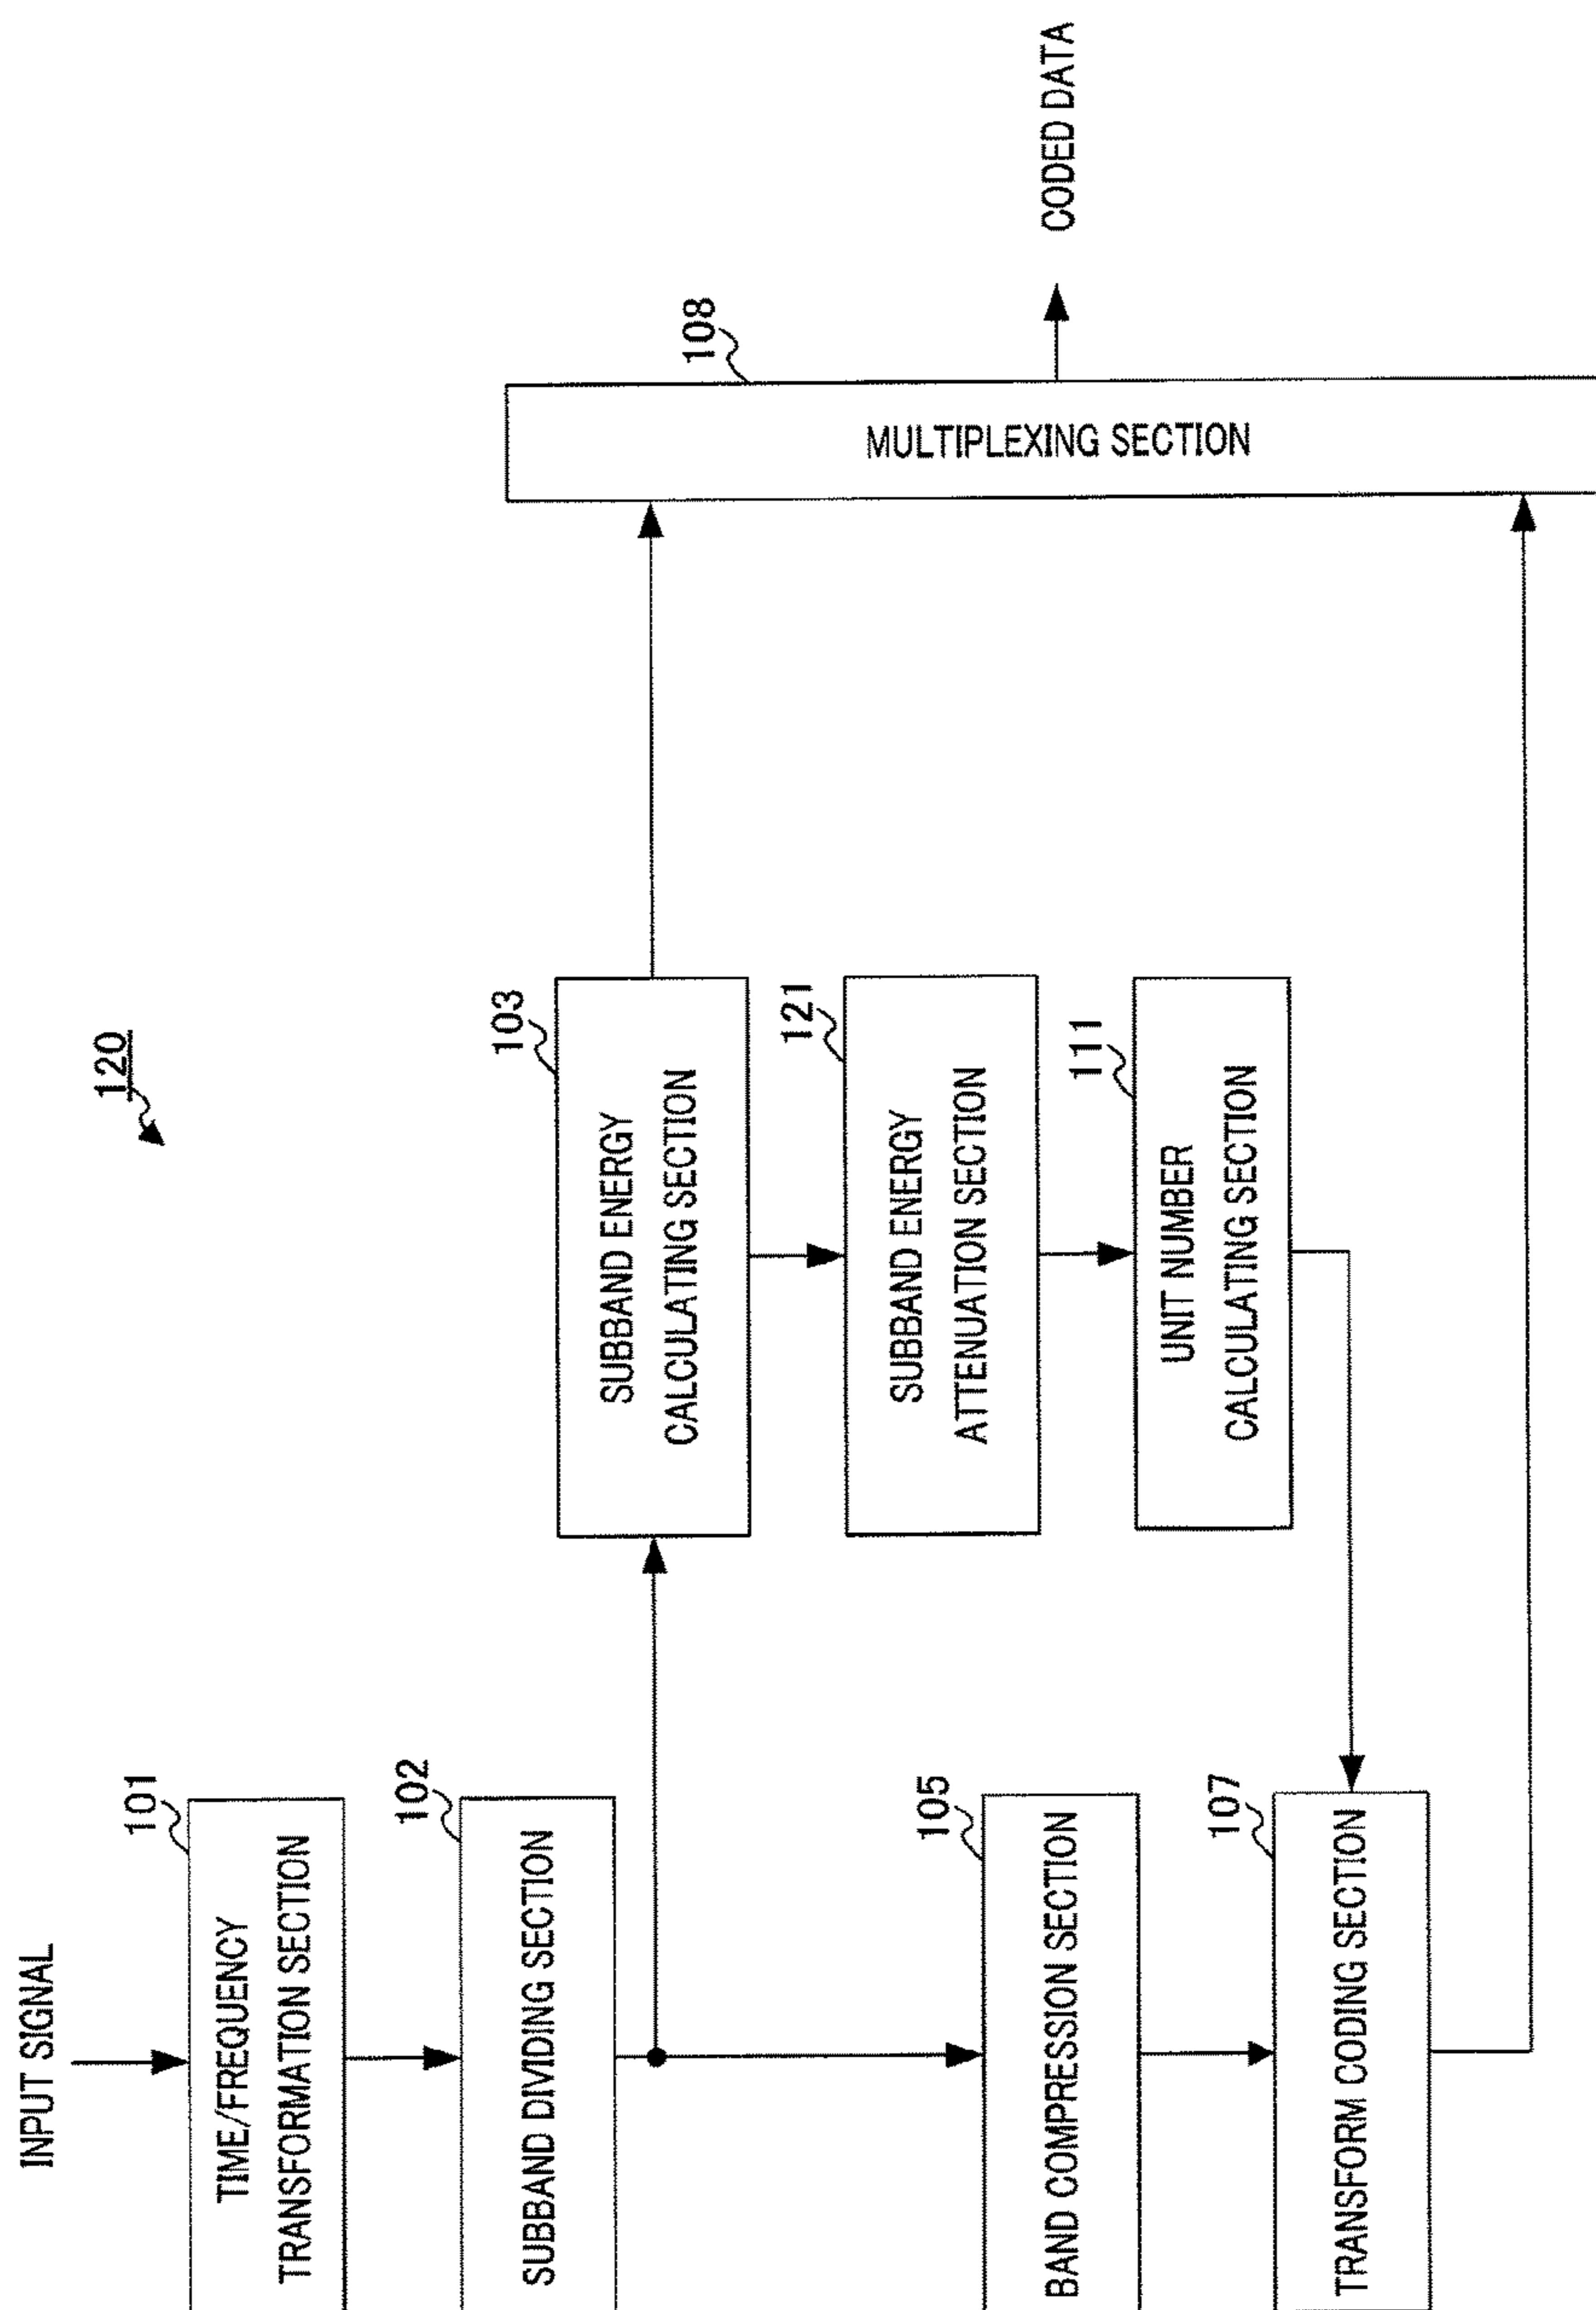 120
INPUT SIGNAL
101
TIME/FREQUENCY
TRANSFORMATION SECTION
102
SUBBAND DIVIDING SECTION
103
SUBBAND ENERGY
CALCULATING SECTION
121
SUBBAND ENERGY
ATTENUATION SECTION
111
UNIT NUMBER
CALCULATING SECTION
105
BAND COMPRESSION SECTION
107
TRANSFORM CODING SECTION
108
MULTIPLEXING SECTION
CODED DATA